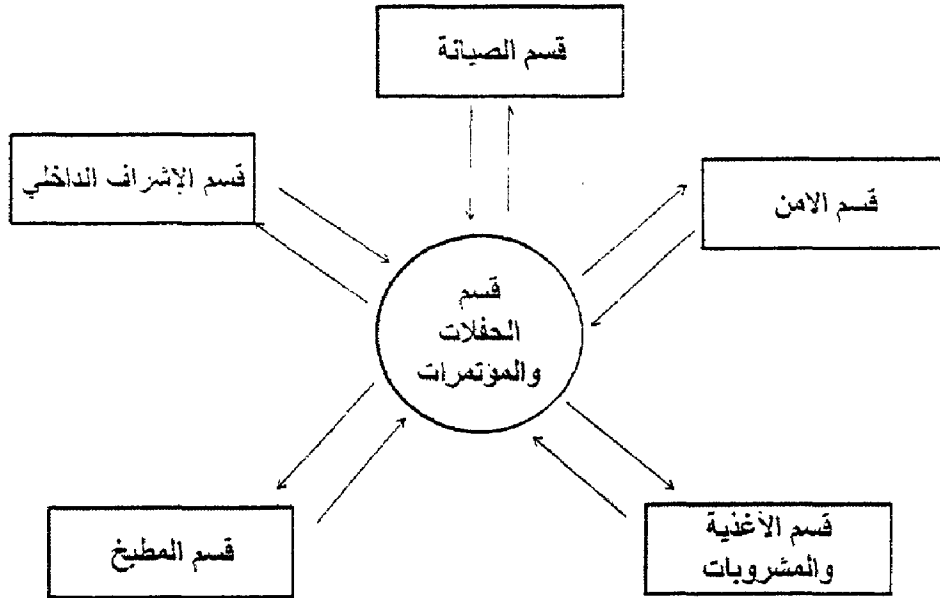 قسم الصيانة
قسم الإشراف الداخلي
قسم الامن
قسم
الحفلات
والمؤتمرات
قسم المطبخ
قسم الأغذية
والمشروبات